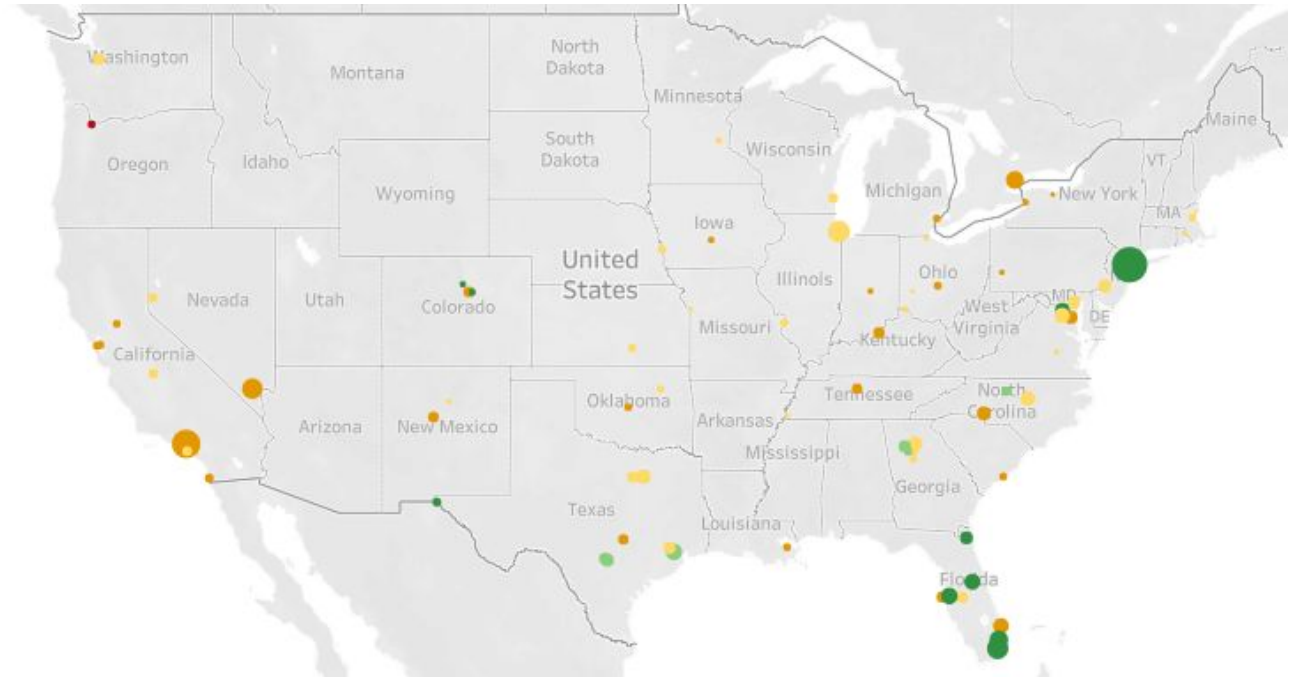 Washington
Montana
North
Dakota
Minnesota
Maine
Oregon
Idaho
South
Dakota
Wisconsin
VT
Wyoming
Michigan
New York
MA
Iowa
United
States
Nevada
Utah
Colorado
Illinois
Ohio
MD
DE
West
Virginia
Missouri
Kentucky
California
Oklahoma
Arkansas
Tennessee
North
Carolina
Arizona
New Mexico
Mississippi
Georgia
Texas
Louisiana
Florida